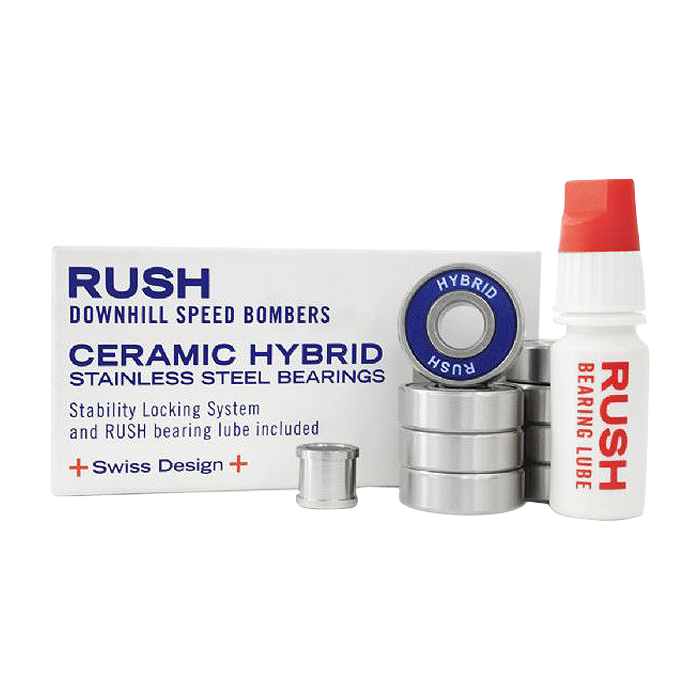 RUSH
DOWNHILL SPEED BOMBERS
CERAMIC HYBRID
STAINLESS STEEL BEARINGS
Stability Locking System
and RUSH bearing lube included
+ Swiss Design +
HYBRID
RUSH
RUSH
BEARING LUBE